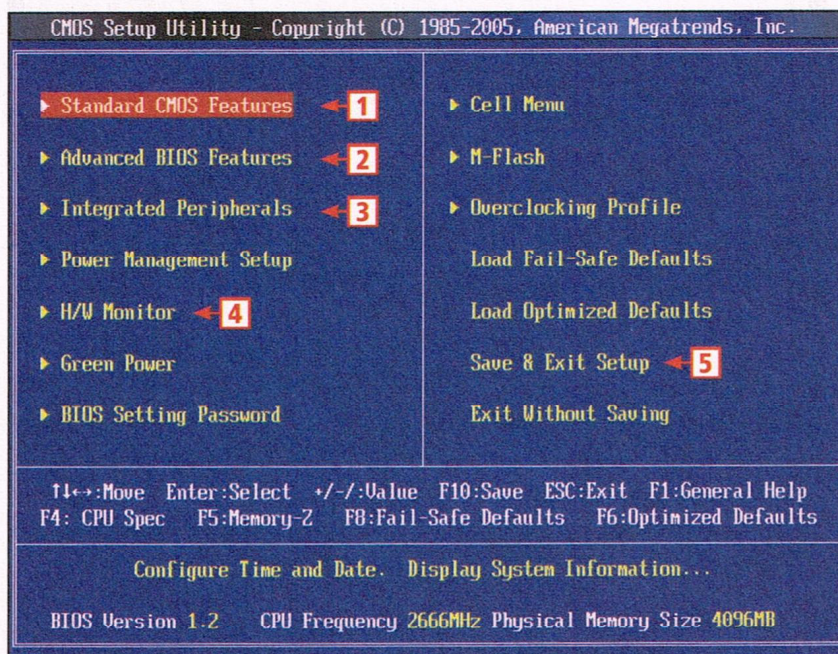 CMOS Setup Utility - Copyright (C) 1985-2005, American Megatrends, Inc.
Standard CMOS Features 1
Advanced BIOS Features 2
Integrated Peripherals 3
Power Management Setup
H/W Monitor 4
Green Power
BIOS Setting Password
Cell Menu
M-Flash
Overclocking Profile
Load Fail-Safe Defaults
Load Optimized Defaults
Save & Exit Setup 5
Exit Without Saving
↑↓←→:Move Enter:Select +/-/:Value F10:Save ESC:Exit F1:General Help
F4: CPU Spec F5:Memory-Z F8:Fail-Safe Defaults F6:Optimized Defaults
Configure Time and Date. Display System Information...
BIOS Version 1.2 CPU Frequency 2666MHz Physical Memory Size 4096MB